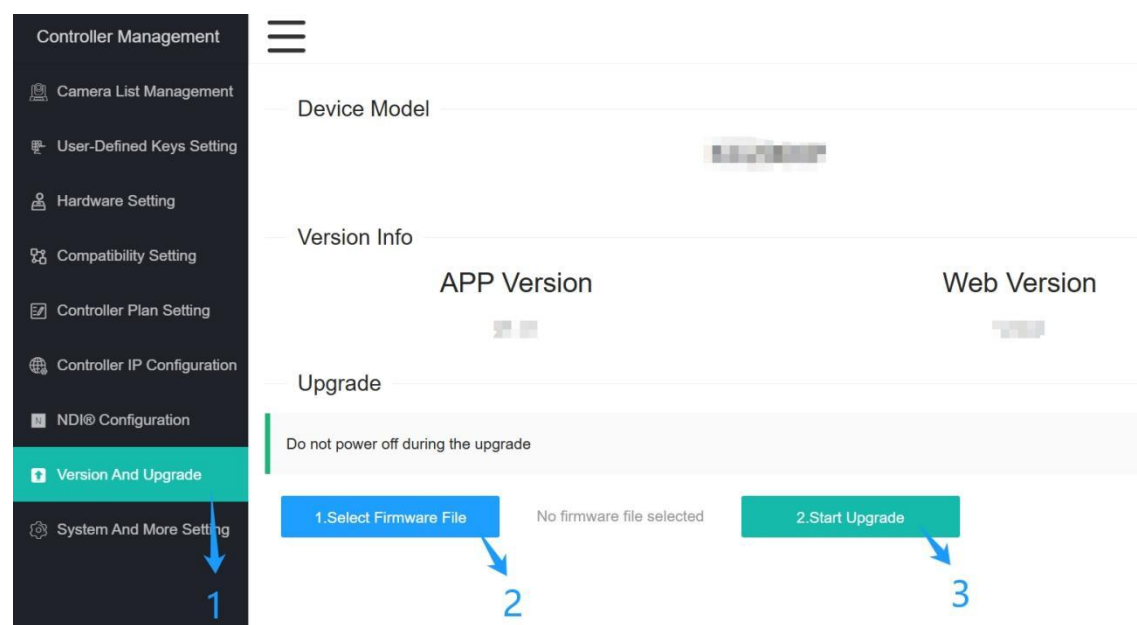 Controller Management
Camera List Management
User-Defined Keys Setting
Hardware Setting
Compatibility Setting
Controller Plan Setting
Controller IP Configuration
N NDI® Configuration
Version And Upgrade
System And More Setting
1
Device Model
Version Info
APP Version Web Version
Upgrade
Do not power off during the upgrade
1.Select Firmware File No firmware file selected 2.Start Upgrade
2 3